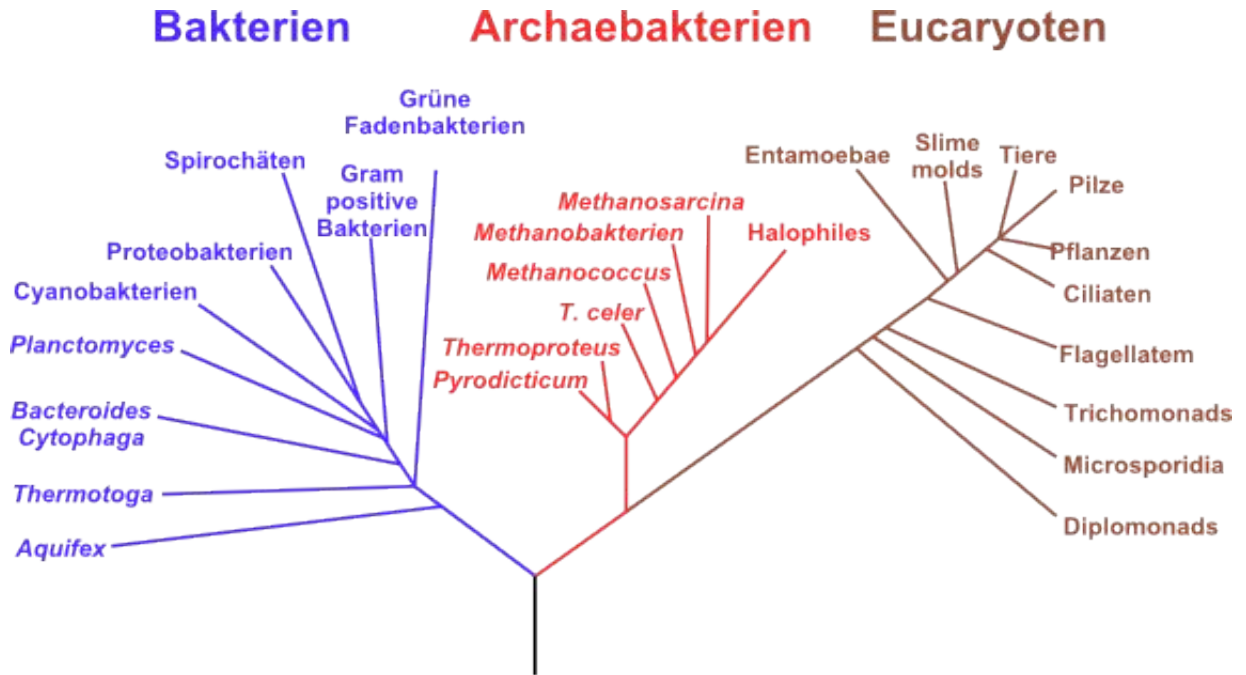 Bakterien
Archaebakterien
Eucaryoten
Grüne
Fadenbakterien
Spirochäten
Gram
positive
Bakterien
Proteobakterien
Cyanobakterien
Planctomyces
Bacteroides
Cytophaga
Thermotoga
Aquifex
Methanosarcina
Methanobakterien
Halophiles
Methanococcus
T. celer
Thermoproteus
Pyrodicticum
Entamoebae
Slime
molds
Tiere
Pilze
Pflanzen
Ciliaten
Flagellatem
Trichomonads
Microsporidia
Diplomonads